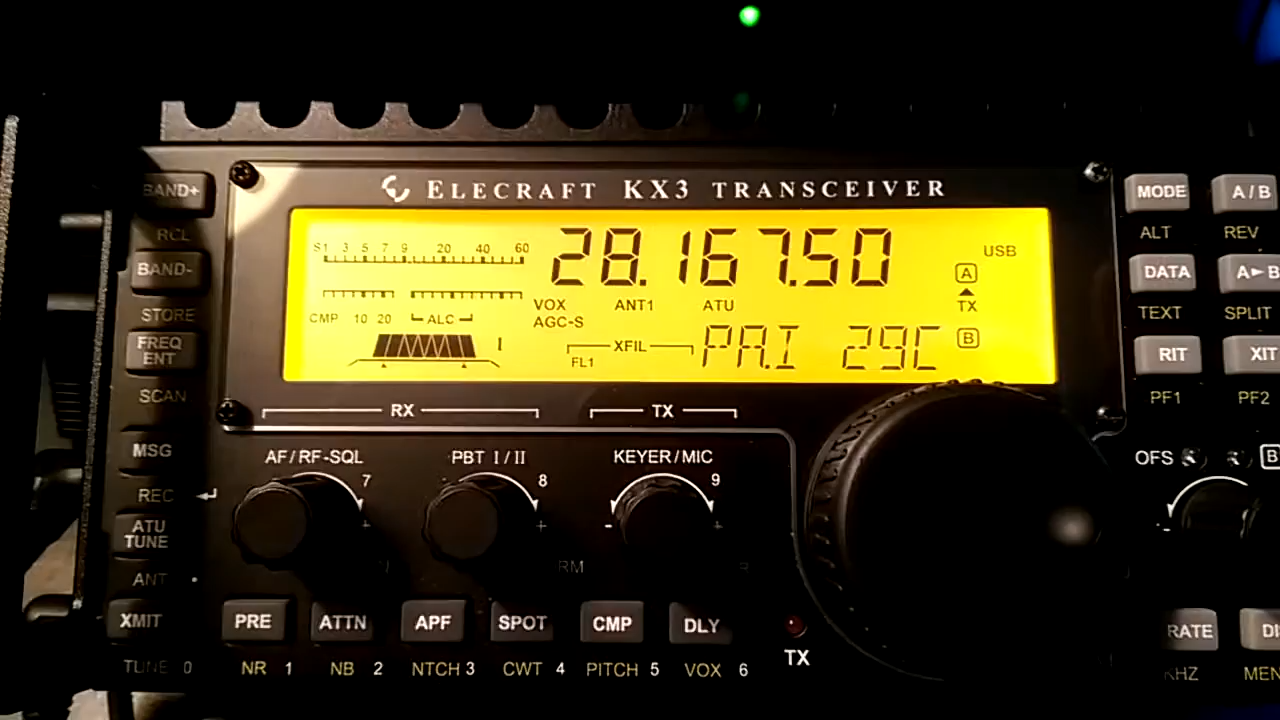 ELECRAFT KX3 TRANSCEIVER
BAND+
RCL
BAND-
STORE
FREQ ENT
SCAN
MSG
REC
ATU TUNE
ANT
XMIT
TUNE 0
S1 3 5 7 9 20 40 60
28.167.50
USB
A
TX
B
VOX ANT1 ATU
AGC-S
CMP 10 20 ALC
I
XFIL
FL1
PA.I 29C
RX
TX
AF/RF-SQL
PBT I/II
KEYER/MIC
7
8
9
+
+
- +
RM
PRE
ATTN
APF
SPOT
CMP
DLY
NR 1
NB 2
NTCH 3
CWT 4
PITCH 5
VOX 6
TX
MODE
A/B
ALT
REV
DATA
A►B
TEXT
SPLIT
RIT
XIT
PF1
PF2
OFS
B
-
RATE
DI
KHZ
MEN